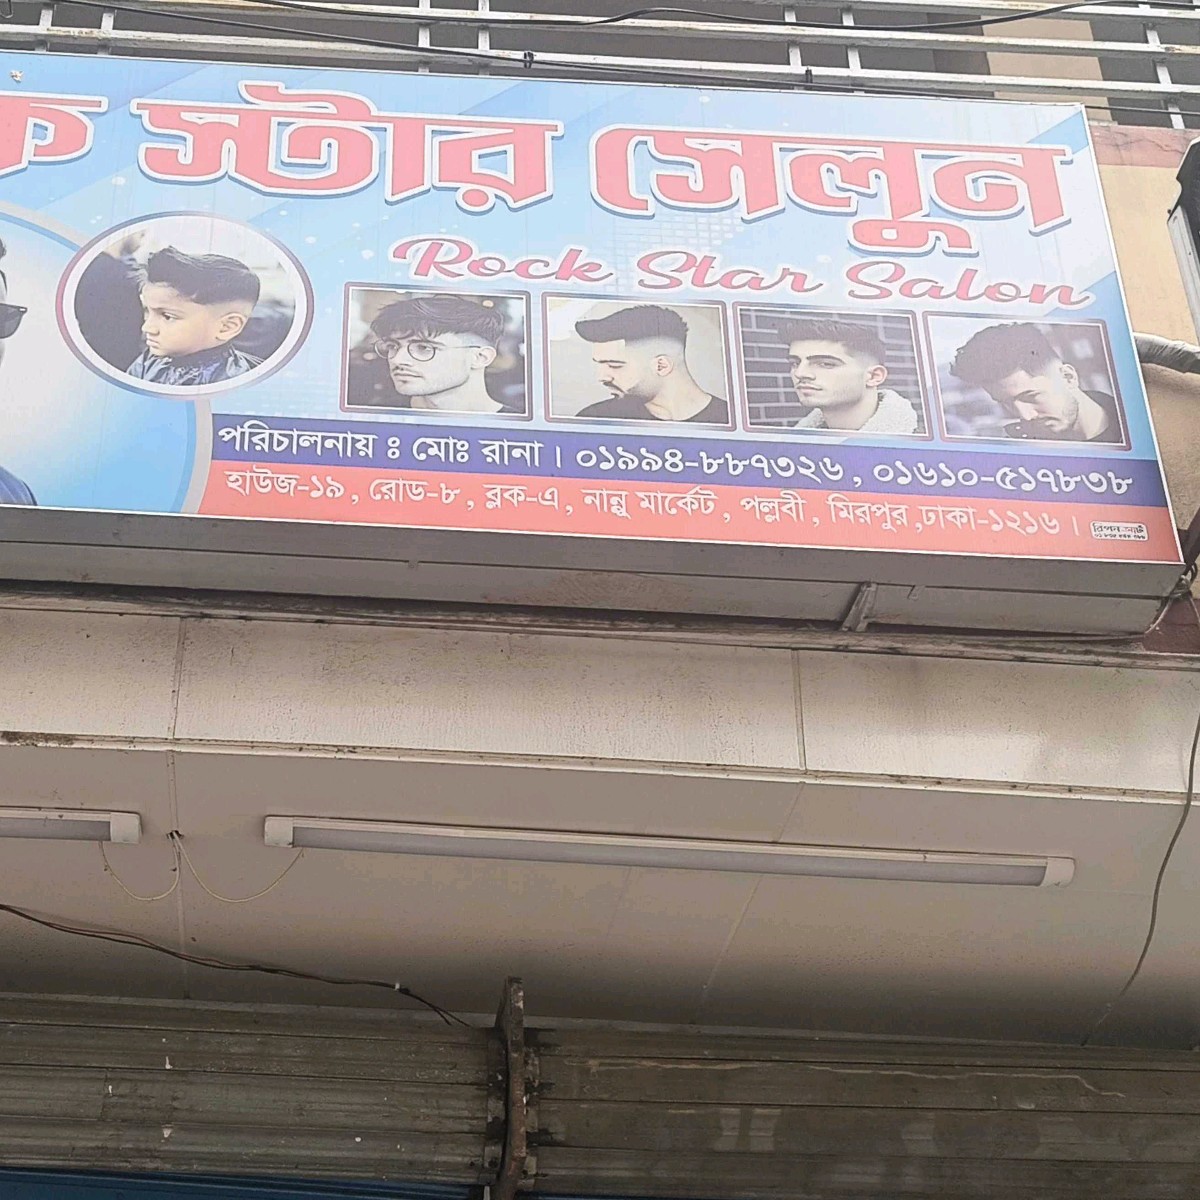 ক স্টার সেলুন
Rock Star Salon
পরিচালনায় ঃ মোঃ রানা। ০১৯৯৪-৮৮৭৩২৬, ০১৬১০-৫১৭৮৩৮
হাউজ-১৯, রোড-৮, ব্লক-এ, নান্নু মার্কেট, পল্লবী, মিরপুর,ঢাকা-১২১৬।